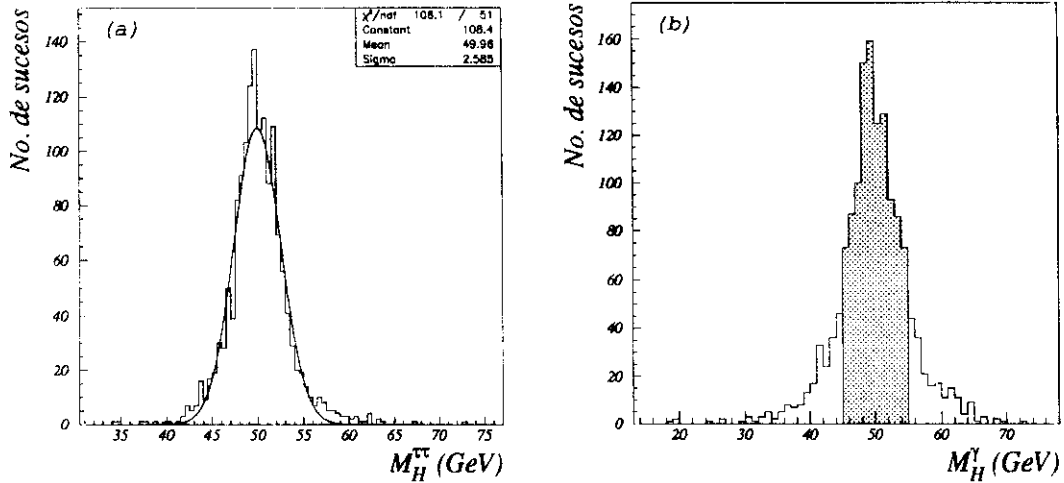 (a)
χ²/ndf 108.1 / 51
Constant 108.4
Mean 49.96
Sigma 2.585
No. de sucesos
140
120
100
80
60
40
20
0
35 40 45 50 55 60 65 70 75
M_H^ττ (GeV)
(b)
No. de sucesos
160
140
120
100
80
60
40
20
0
20 30 40 50 60 70
M_H^γ (GeV)